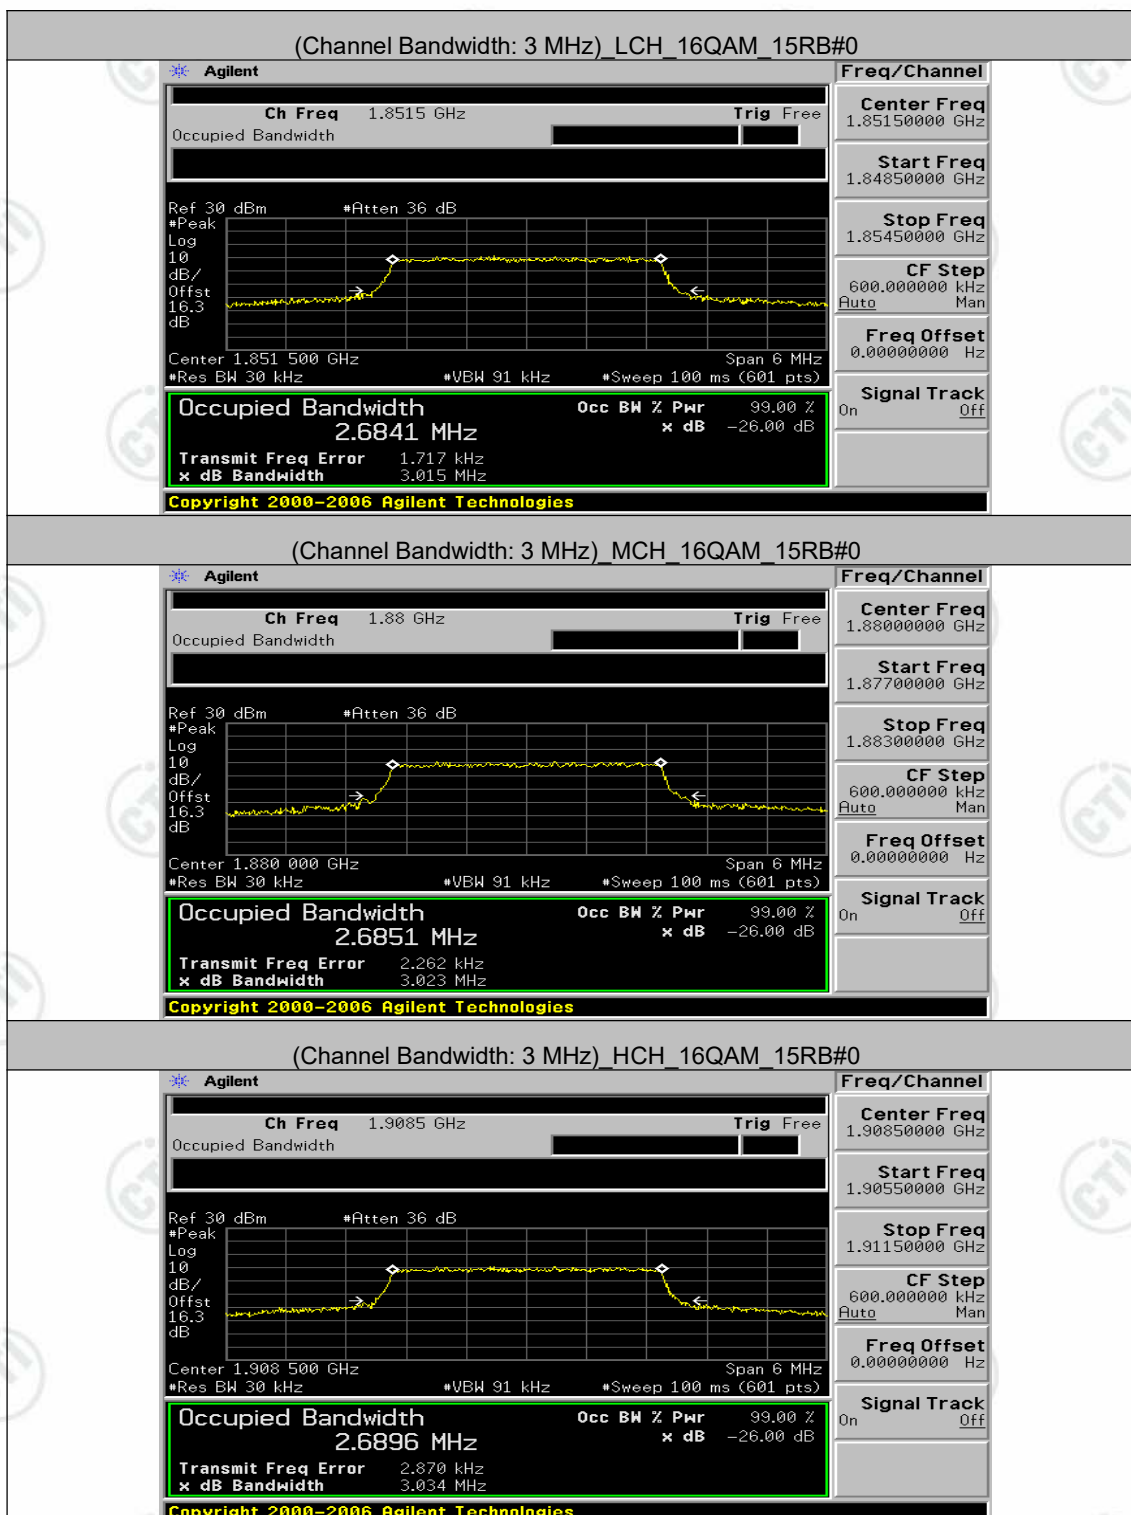 (Channel Bandwidth: 3 MHz)_LCH_16QAM_15RB#0
Agilent
Freq/Channel
Ch Freq 1.8515 GHz Trig Free
Occupied Bandwidth
Center Freq
1.85150000 GHz
Start Freq
1.84850000 GHz
Stop Freq
1.85450000 GHz
CF Step
600.000000 kHz
Auto Man
Freq Offset
0.00000000 Hz
Signal Track
On Off
Ref 30 dBm #Atten 36 dB
#Peak
Log
10
dB/
Offst
16.3
dB
Center 1.851 500 GHz Span 6 MHz
#Res BW 30 kHz #VBW 91 kHz #Sweep 100 ms (601 pts)
Occupied Bandwidth Occ BW % Pwr 99.00 %
2.6841 MHz x dB -26.00 dB
Transmit Freq Error 1.717 kHz
x dB Bandwidth 3.015 MHz
Copyright 2000-2006 Agilent Technologies
(Channel Bandwidth: 3 MHz)_MCH_16QAM_15RB#0
Agilent
Freq/Channel
Ch Freq 1.88 GHz Trig Free
Occupied Bandwidth
Center Freq
1.88000000 GHz
Start Freq
1.87700000 GHz
Stop Freq
1.88300000 GHz
CF Step
600.000000 kHz
Auto Man
Freq Offset
0.00000000 Hz
Signal Track
On Off
Ref 30 dBm #Atten 36 dB
#Peak
Log
10
dB/
Offst
16.3
dB
Center 1.880 000 GHz Span 6 MHz
#Res BW 30 kHz #VBW 91 kHz #Sweep 100 ms (601 pts)
Occupied Bandwidth Occ BW % Pwr 99.00 %
2.6851 MHz x dB -26.00 dB
Transmit Freq Error 2.262 kHz
x dB Bandwidth 3.023 MHz
Copyright 2000-2006 Agilent Technologies
(Channel Bandwidth: 3 MHz)_HCH_16QAM_15RB#0
Agilent
Freq/Channel
Ch Freq 1.9085 GHz Trig Free
Occupied Bandwidth
Center Freq
1.90850000 GHz
Start Freq
1.90550000 GHz
Stop Freq
1.91150000 GHz
CF Step
600.000000 kHz
Auto Man
Freq Offset
0.00000000 Hz
Signal Track
On Off
Ref 30 dBm #Atten 36 dB
#Peak
Log
10
dB/
Offst
16.3
dB
Center 1.908 500 GHz Span 6 MHz
#Res BW 30 kHz #VBW 91 kHz #Sweep 100 ms (601 pts)
Occupied Bandwidth Occ BW % Pwr 99.00 %
2.6896 MHz x dB -26.00 dB
Transmit Freq Error 2.870 kHz
x dB Bandwidth 3.034 MHz
Copyright 2000-2006 Agilent Technologies